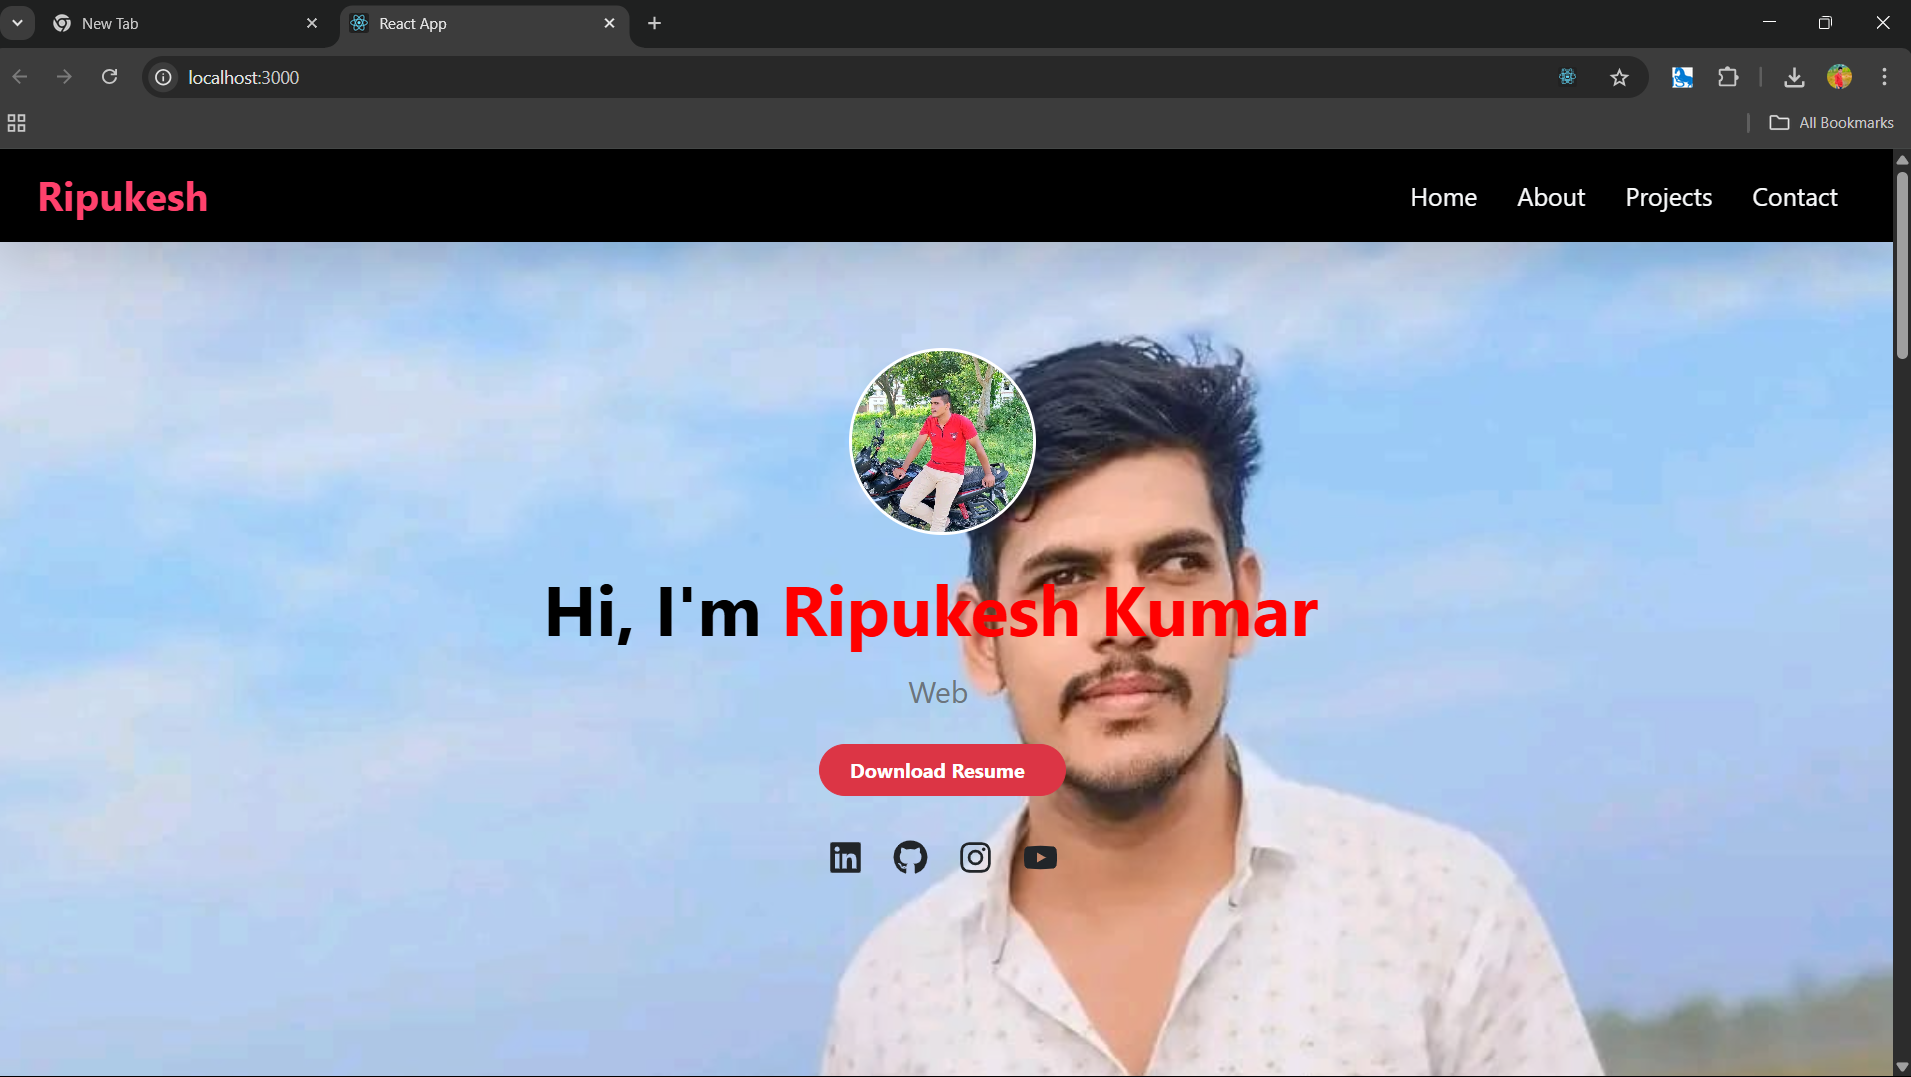 New Tab
React App
localhost:3000
All Bookmarks
Ripukesh
Home About Projects Contact
Hi, I'm Ripukesh Kumar
Web
Download Resume
in